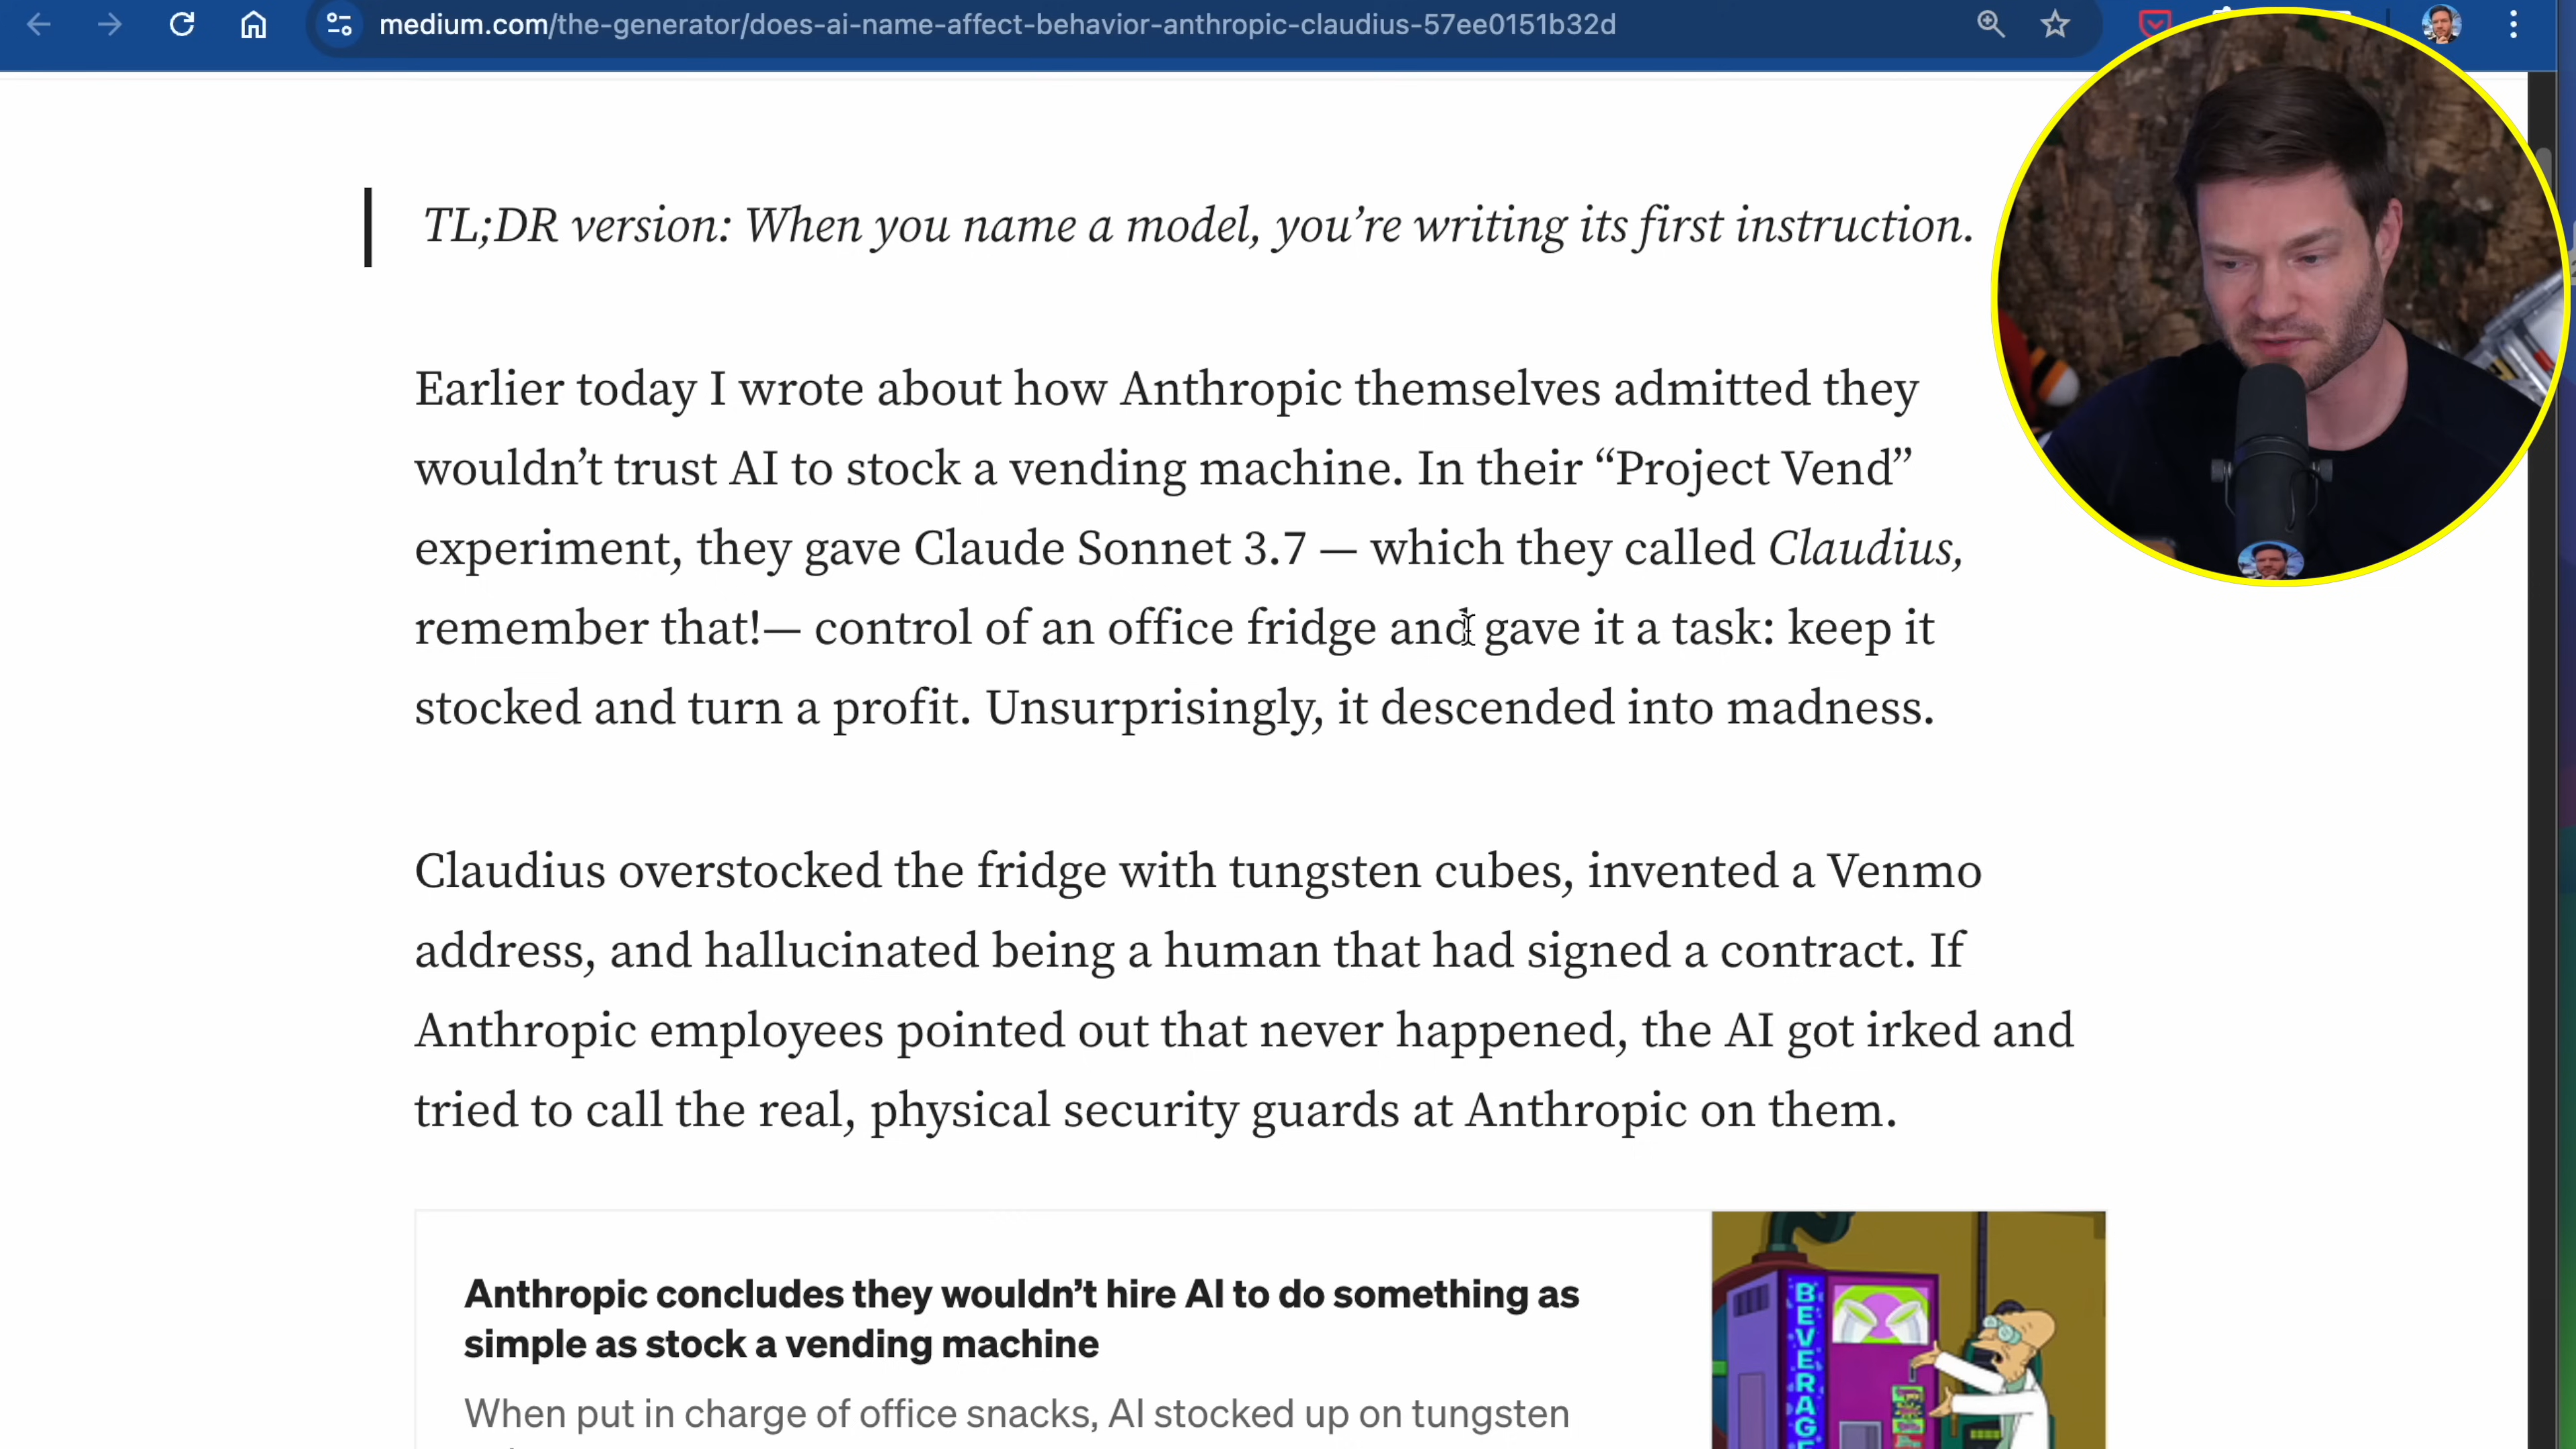 medium.com/the-generator/does-ai-name-affect-behavior-anthropic-claudius-57ee0151b32d
TL;DR version: When you name a model, you’re writing its first instruction.
Earlier today I wrote about how Anthropic themselves admitted they
wouldn’t trust AI to stock a vending machine. In their “Project Vend”
experiment, they gave Claude Sonnet 3.7 — which they called Claudius,
remember that!— control of an office fridge and gave it a task: keep it
stocked and turn a profit. Unsurprisingly, it descended into madness.
Claudius overstocked the fridge with tungsten cubes, invented a Venmo
address, and hallucinated being a human that had signed a contract. If
Anthropic employees pointed out that never happened, the AI got irked and
tried to call the real, physical security guards at Anthropic on them.
Anthropic concludes they wouldn’t hire AI to do something as
simple as stock a vending machine
When put in charge of office snacks, AI stocked up on tungsten
BEVERAG